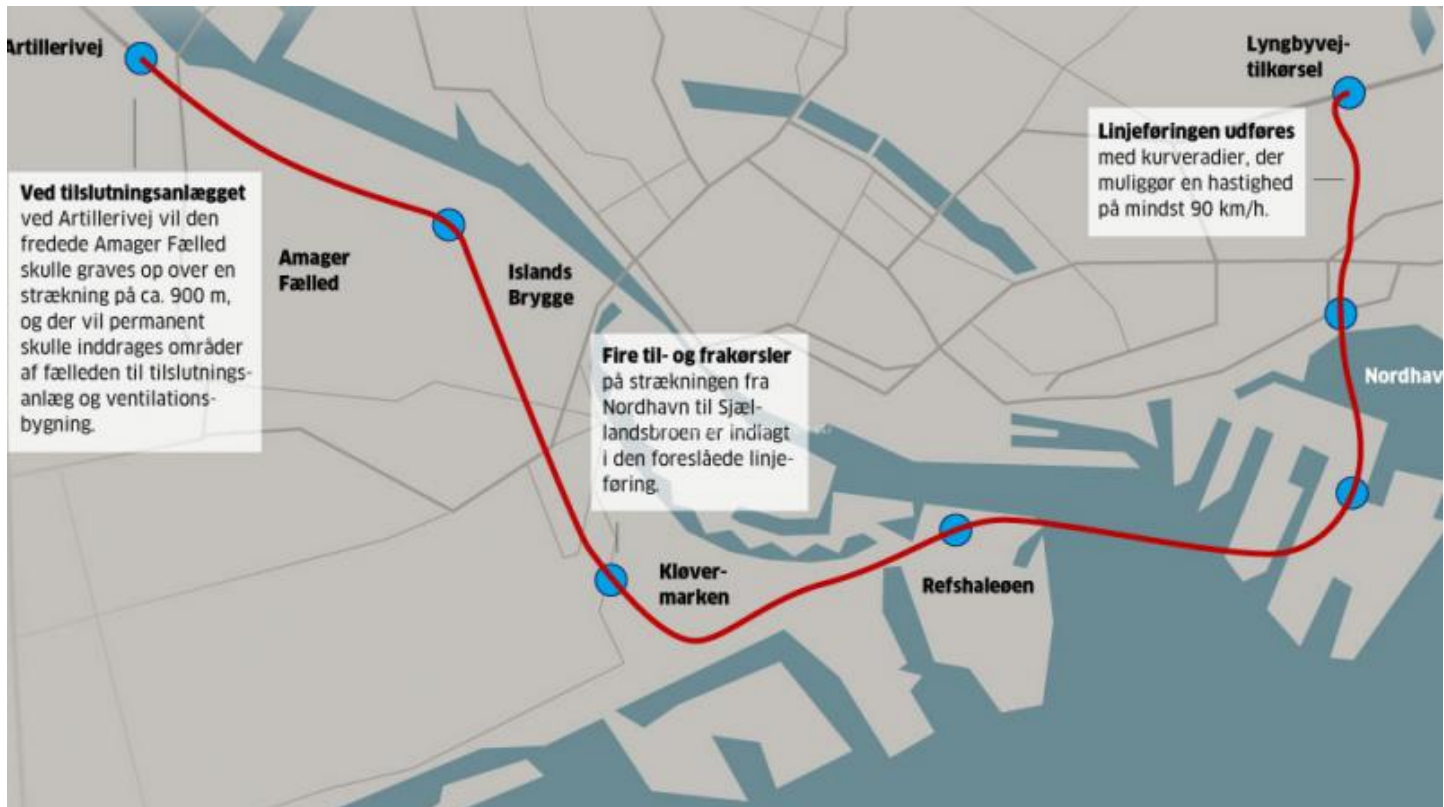 Artillerivej
Lyngbyvej-
tilkørsel
Linjeføringen udføres
med kurveradier, der
muliggør en hastighed
på mindst 90 km/h.
Ved tilslutningsanlægget
ved Artillerivej vil den
fredede Amager Fælled
skulle graves op over en
strækning på ca. 900 m,
og der vil permanent
skulle inddrages områder
af fælleden til tilslutnings-
anlæg og ventilations-
bygning.
Amager
Fælled
Islands
Brygge
Fire til- og frakørsler
på strækningen fra
Nordhavn til Sjæl-
landsbroen er indlagt
i den foreslåede linje-
føring.
Nordhav
Kløver-
marken
Refshaleøen